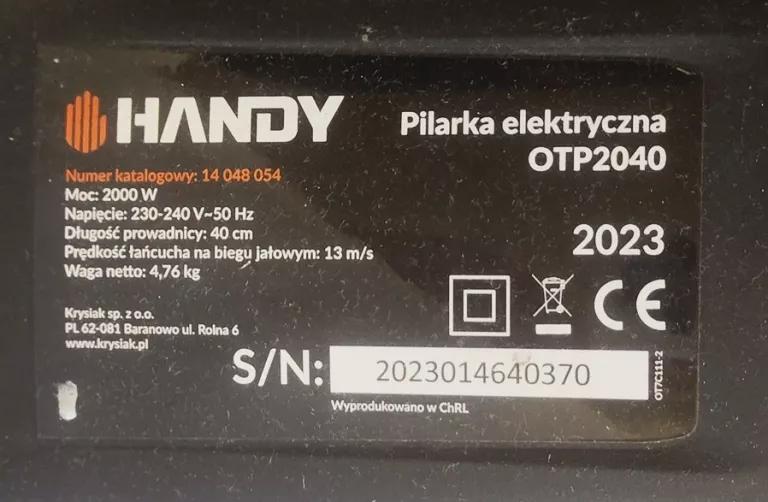 HANDY
Pilarka elektryczna
OTP2040
Numer katalogowy: 14 048 054
Moc: 2000 W
Napięcie: 230-240 V~50 Hz
Długość prowadnicy: 40 cm
Prędkość łańcucha na biegu jałowym: 13 m/s
Waga netto: 4,76 kg
2023
CE
Krysiak sp. z o.o.
PL 62-081 Baranowo ul. Rolna 6
www.krysiak.pl
S/N: 2023014640370
Wyprodukowano w ChRL
OT7C111-2